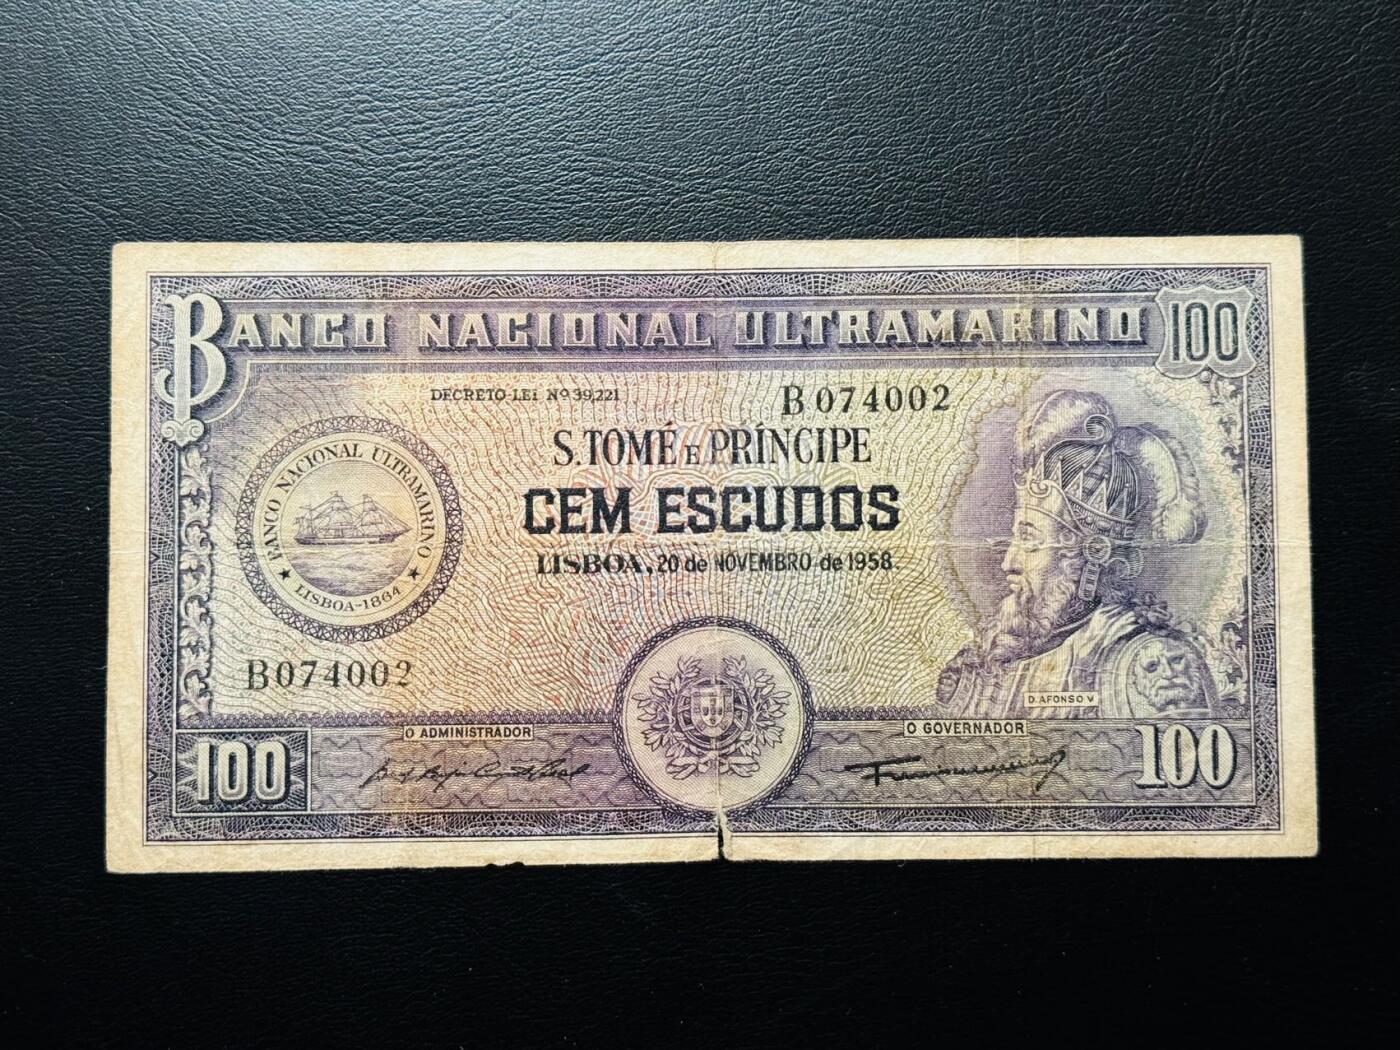 BANCO NACIONAL ULTRAMARINO
100
DECRETO-LEI Nº 39,221
B 074002
S. TOMÉ E PRÍNCIPE
CEM ESCUDOS
LISBOA, 20 de NOVEMBRO de 1958.
BANCO NACIONAL ULTRAMARINO
★ LISBOA-1864 ★
B074002
D. AFONSO V
O ADMINISTRADOR
O GOVERNADOR
100
100